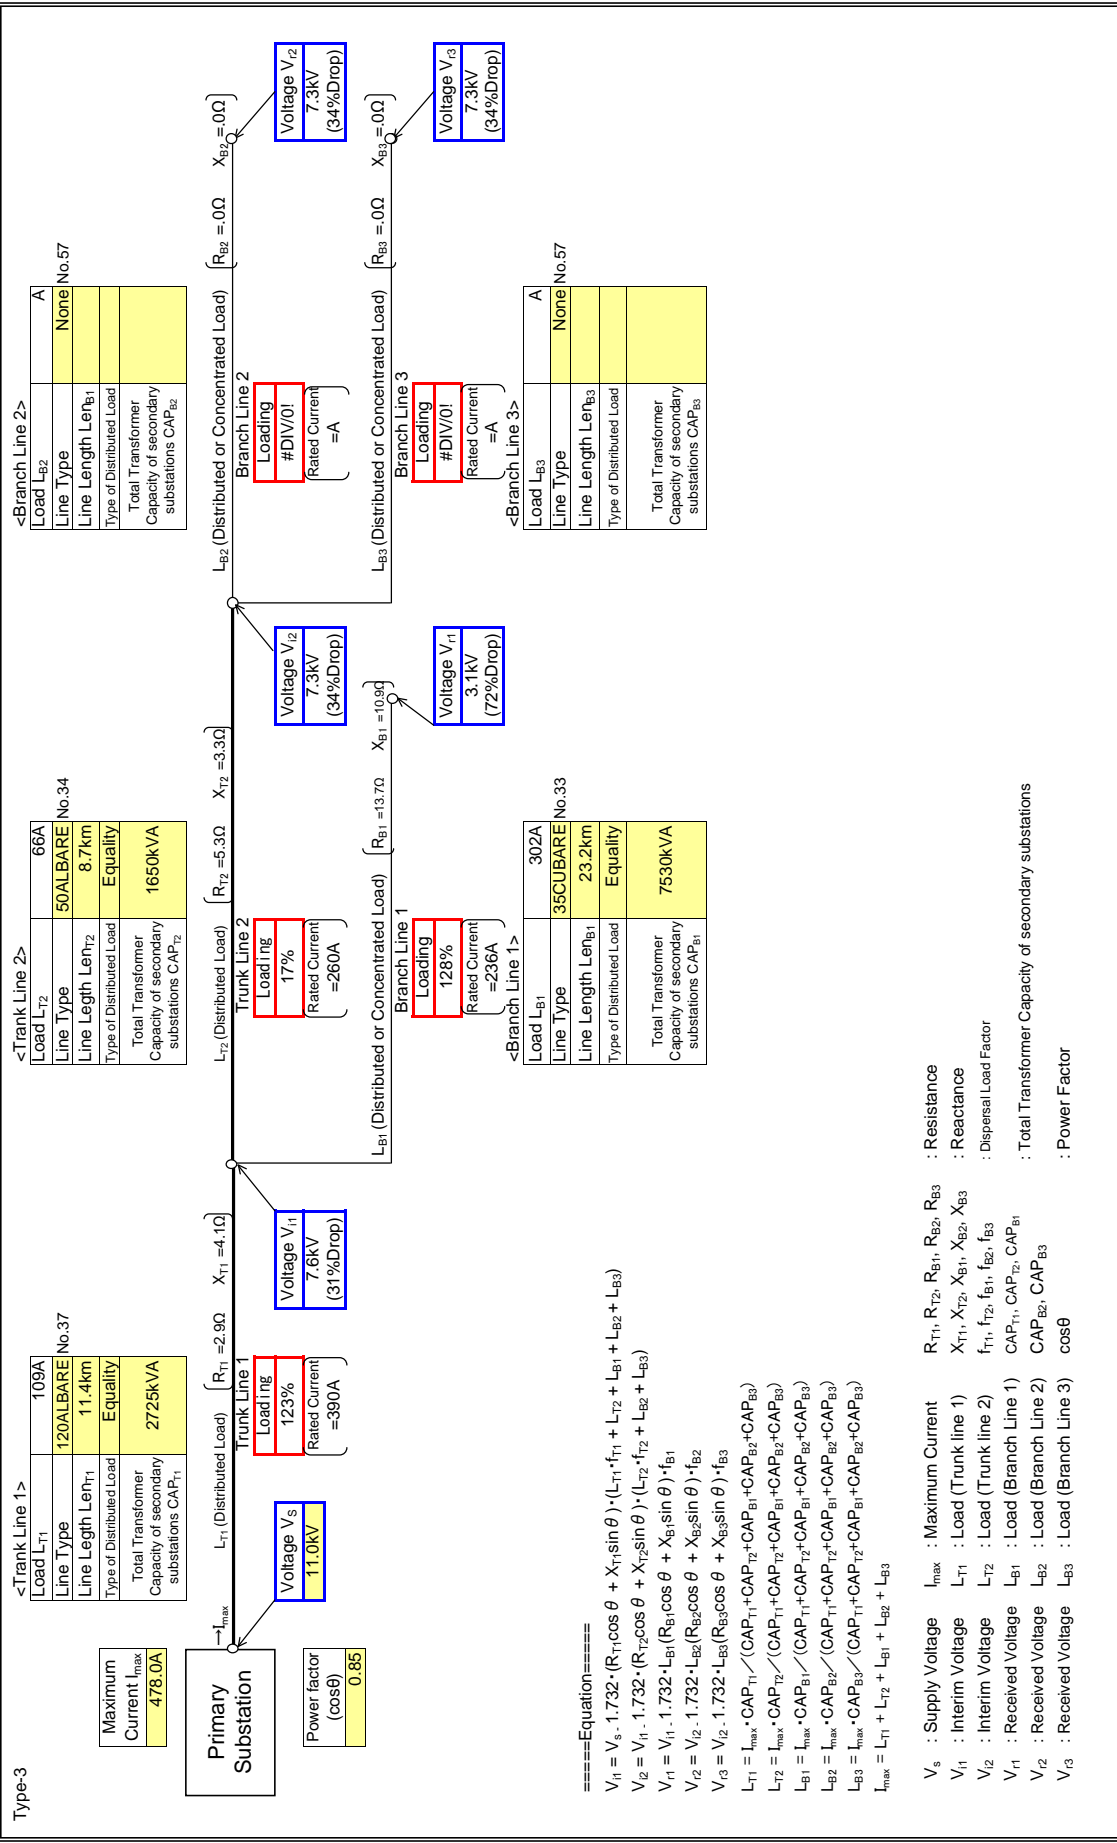 Type-3
Maximum
Current Imax
478.0A
Primary
Substation
Power factor
(cosθ)
0.85
→Imax
Voltage VS
11.0kV
<Trank Line 1>
Load LT1 109A
Line Type 120ALBARE No.37
Line Legth LenT1 11.4km
Type of Distributed Load Equality
Total Transformer
Capacity of secondary
substations CAPT1
2725kVA
LT1 (Distributed Load)
RT1 =2.9Ω XT1 =4.1Ω
Trunk Line 1
Loading
123%
Rated Current
=390A
Voltage Vi1
7.6kV
(31%Drop)
<Trank Line 2>
Load LT2 66A
Line Type 50ALBARE No.34
Line Legth LenT2 8.7km
Type of Distributed Load Equality
Total Transformer
Capacity of secondary
substations CAPT2
1650kVA
LT2 (Distributed Load)
RT2 =5.3Ω XT2 =3.3Ω
Trunk Line 2
Loading
17%
Rated Current
=260A
Voltage Vi2
7.3kV
(34%Drop)
LB1 (Distributed or Concentrated Load)
RB1 =13.7Ω XB1 =10.9Ω
Branch Line 1
Loading
128%
Rated Current
=236A
Voltage Vr1
3.1kV
(72%Drop)
<Branch Line 1>
Load LB1 302A
Line Type 35CUBARE No.33
Line Length LenB1 23.2km
Type of Distributed Load Equality
Total Transformer
Capacity of secondary
substations CAPB1
7530kVA
<Branch Line 2>
Load LB2 A
Line Type None No.57
Line Length LenB1
Type of Distributed Load
Total Transformer
Capacity of secondary
substations CAPB2
LB2 (Distributed or Concentrated Load)
RB2 =.0Ω XB2 =.0Ω
Branch Line 2
Loading
#DIV/0!
Rated Current
=A
Voltage Vr2
7.3kV
(34%Drop)
LB3 (Distributed or Concentrated Load)
RB3 =.0Ω XB3 =.0Ω
Branch Line 3
Loading
#DIV/0!
Rated Current
=A
Voltage Vr3
7.3kV
(34%Drop)
<Branch Line 3>
Load LB3 A
Line Type None No.57
Line Length LenB3
Type of Distributed Load
Total Transformer
Capacity of secondary
substations CAPB3
=====Equation=====
Vi1 = VS - 1.732・(RT1cos θ + XT1sin θ)・(LT1・fT1 + LT2 + LB1 + LB2 + LB3)
Vi2 = Vi1 - 1.732・(RT2cos θ + XT2sin θ)・(LT2・fT2 + LB2 + LB3)
Vr1 = Vi1 - 1.732・LB1(RB1cos θ + XB1sin θ)・fB1
Vr2 = Vi2 - 1.732・LB2(RB2cos θ + XB2sin θ)・fB2
Vr3 = Vi2 - 1.732・LB3(RB3cos θ + XB3sin θ)・fB3
LT1 = Imax・CAPT1／(CAPT1+CAPT2+CAPB1+CAPB2+CAPB3)
LT2 = Imax・CAPT2／(CAPT1+CAPT2+CAPB1+CAPB2+CAPB3)
LB1 = Imax・CAPB1／(CAPT1+CAPT2+CAPB1+CAPB2+CAPB3)
LB2 = Imax・CAPB2／(CAPT1+CAPT2+CAPB1+CAPB2+CAPB3)
LB3 = Imax・CAPB3／(CAPT1+CAPT2+CAPB1+CAPB2+CAPB3)
Imax = LT1 + LT2 + LB1 + LB2 + LB3
Vs : Supply Voltage Imax : Maximum Current RT1, RT2, RB1, RB2, RB3 : Resistance
Vi1 : Interim Voltage LT1 : Load (Trunk line 1) XT1, XT2, XB1, XB2, XB3 : Reactance
Vi2 : Interim Voltage LT2 : Load (Trunk line 2) fT1, fT2, fB1, fB2, fB3 : Dispersal Load Factor
Vr1 : Received Voltage LB1 : Load (Branch Line 1) CAPT1, CAPT2, CAPB1
: Total Transformer Capacity of secondary substations
Vr2 : Received Voltage LB2 : Load (Branch Line 2) CAPB2, CAPB3
Vr3 : Received Voltage LB3 : Load (Branch Line 3) cosθ : Power Factor